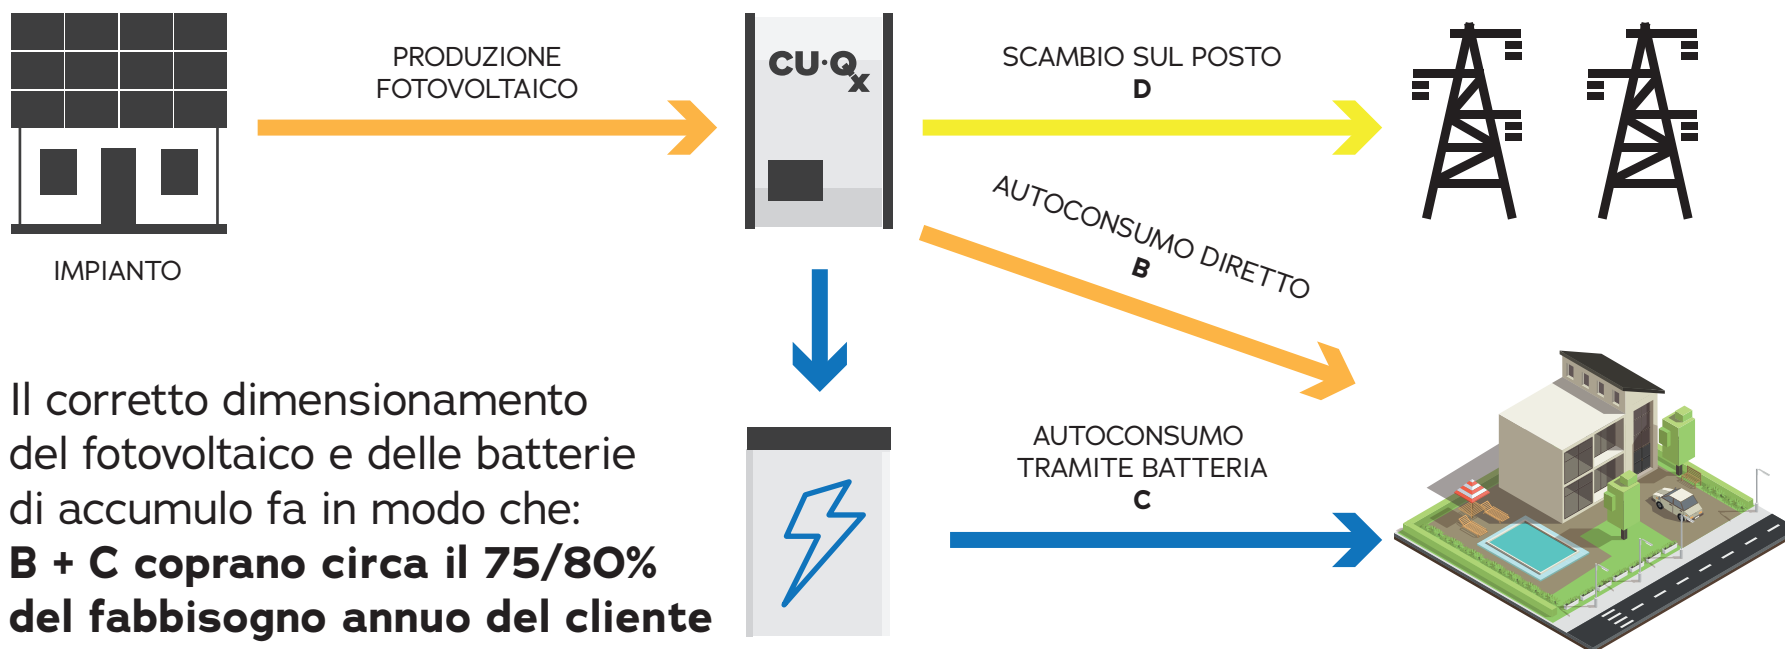 PRODUZIONE
FOTOVOLTAICO
CU·Qx
SCAMBIO SUL POSTO
D
AUTOCONSUMO DIRETTO
B
IMPIANTO
Il corretto dimensionamento
del fotovoltaico e delle batterie
di accumulo fa in modo che:
B + C coprano circa il 75/80%
del fabbisogno annuo del cliente
AUTOCONSUMO
TRAMITE BATTERIA
C